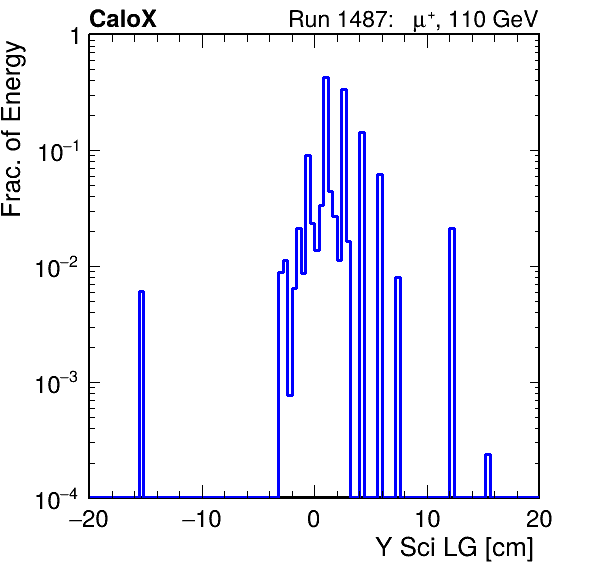 CaloX Run 1487: μ⁺, 110 GeV
Frac. of Energy
1
10⁻¹
10⁻²
10⁻³
10⁻⁴
−20 −10 0 10 20
Y Sci LG [cm]